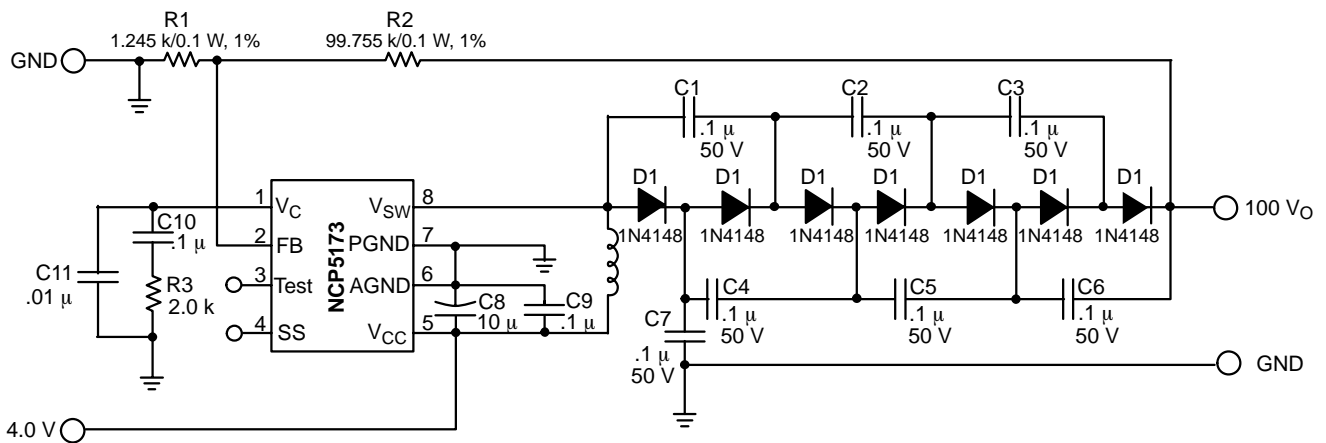 R1
1.245 k/0.1 W, 1%
R2
99.755 k/0.1 W, 1%
GND
C1
.1 µ
50 V
C2
.1 µ
50 V
C3
.1 µ
50 V
D1
1N4148
D1
1N4148
D1
1N4148
D1
1N4148
D1
1N4148
D1
1N4148
D1
1N4148
100 VO
1
VC
2
FB
3
Test
4
SS
NCP5173
VSW
8
PGND
7
AGND
6
VCC
5
C10
.1 µ
C11
.01 µ
R3
2.0 k
C8
10 µ
C9
.1 µ
C4
.1 µ
50 V
C5
.1 µ
50 V
C6
.1 µ
50 V
C7
.1 µ
50 V
GND
4.0 V